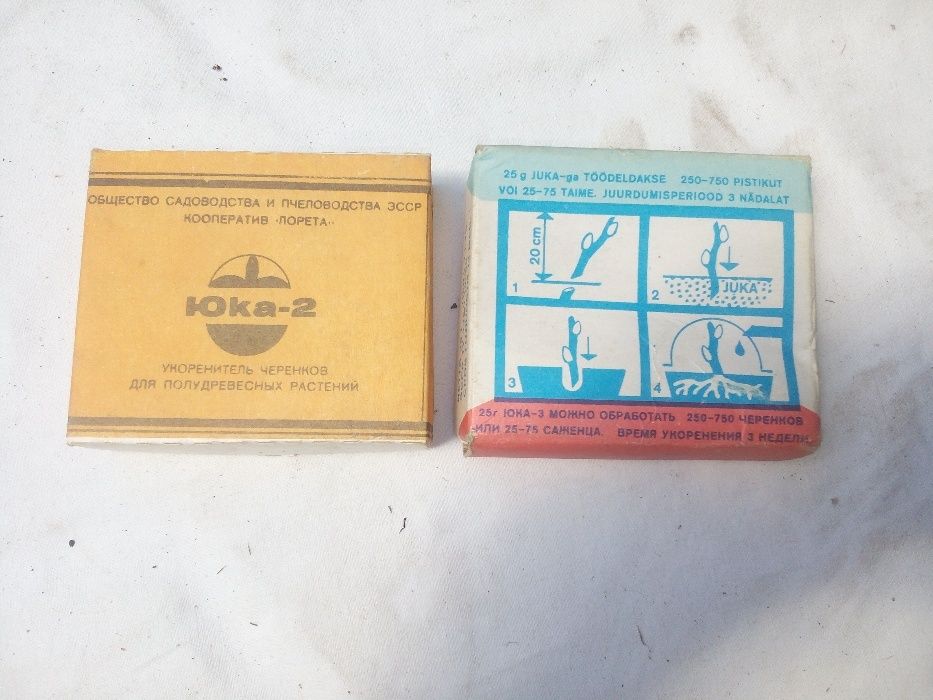 ОБЩЕСТВО САДОВОДСТВА И ПЧЕЛОВОДСТВА ЭССР
КООПЕРАТИВ „ЛОРЕТА“
Юка-2
УКОРЕНИТЕЛЬ ЧЕРЕНКОВ
ДЛЯ ПОЛУДРЕВЕСНЫХ РАСТЕНИЙ
25 g JUKA-ga TÖÖDELDAKSE 250-750 PISTIKUT
VOI 25-75 TAIME. JUURDUMISPERIOOD 3 NÄDALAT
20 cm
1
2
JUKA
3
4
25г ЮКА-3 МОЖНО ОБРАБОТАТЬ 250-750 ЧЕРЕНКОВ
ИЛИ 25-75 САЖЕНЦА. ВРЕМЯ УКОРЕНЕНИЯ 3 НЕДЕЛИ